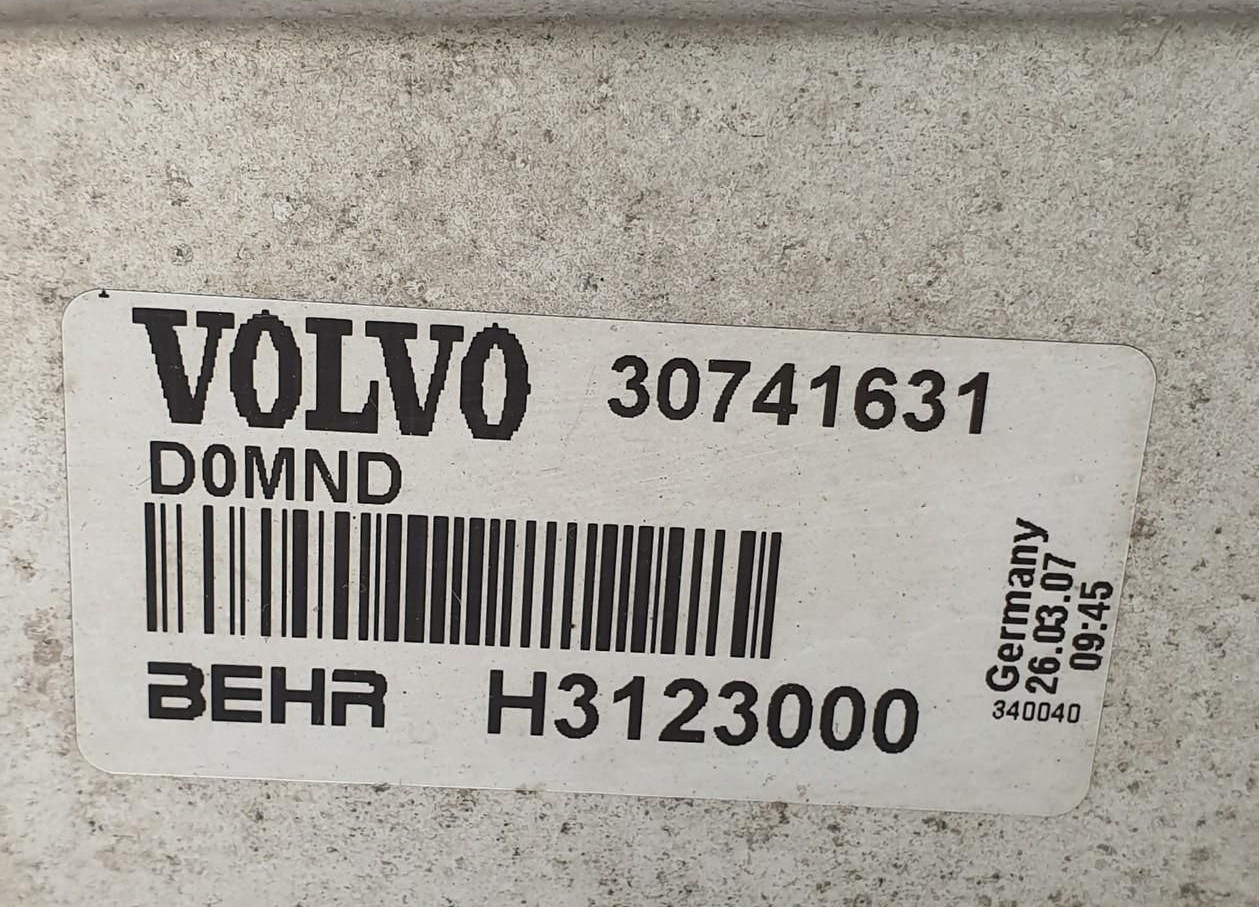 VOLVO 30741631
D0MND
BEHR H3123000
Germany
26.03.07
09:45
340040